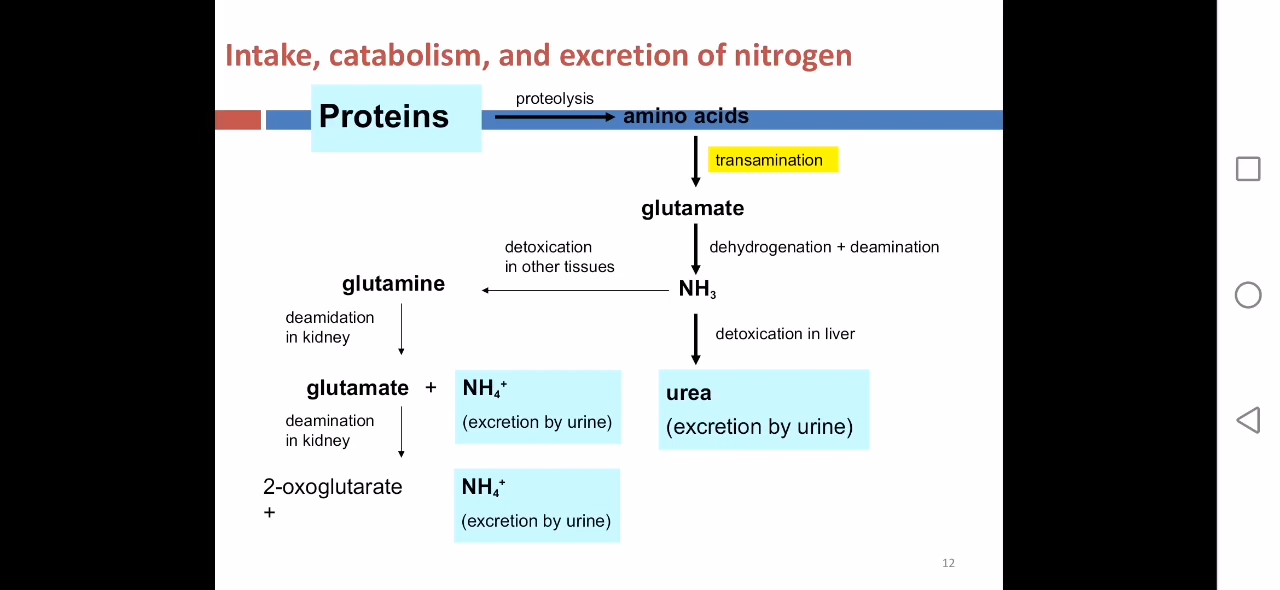 Intake, catabolism, and excretion of nitrogen
proteolysis
Proteins
amino acids
transamination
glutamate
detoxication
in other tissues
dehydrogenation + deamination
glutamine
NH₃
deamidation
in kidney
detoxication in liver
glutamate +
NH₄⁺
(excretion by urine)
urea
(excretion by urine)
deamination
in kidney
2-oxoglutarate
+
NH₄⁺
(excretion by urine)
12